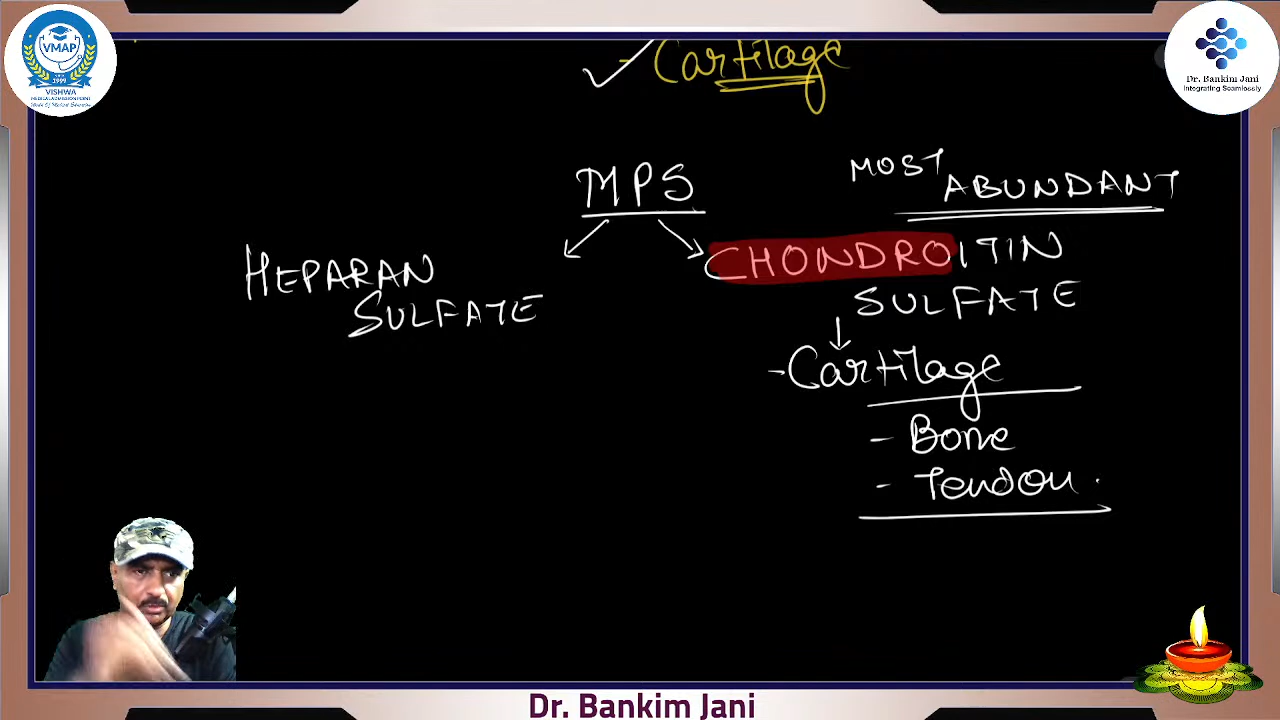 VMAP
VISHWA
Dr. Bankim Jani
Integrating Seamlessly
Cartilage
MPS
MOST
ABUNDANT
HEPARAN
SULFATE
CHONDROITIN
SULFATE
- Cartilage
- Bone
- Tendon.
Dr. Bankim Jani